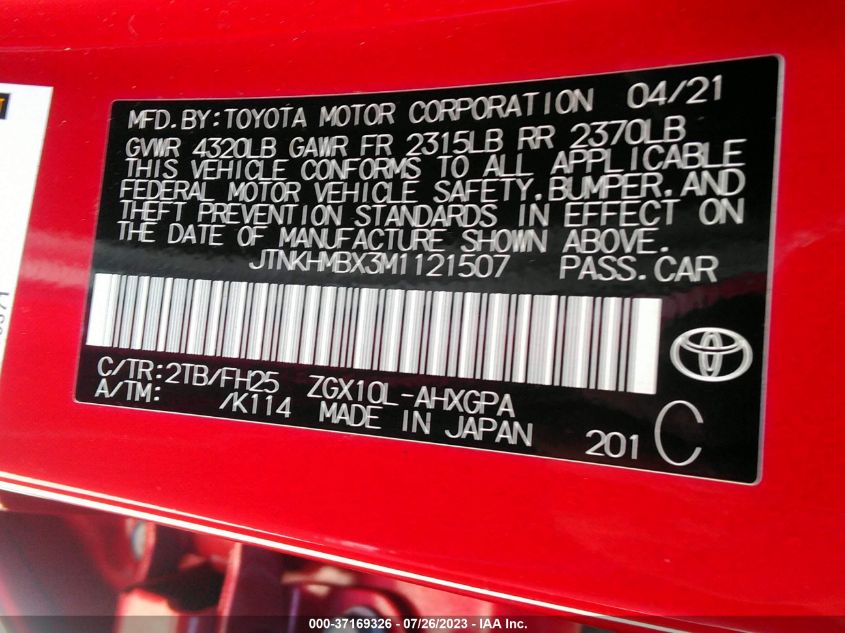 MFD.BY:TOYOTA MOTOR CORPORATION 04/21
GVWR 4320LB GAWR FR 2315LB RR 2370LB
THIS VEHICLE CONFORMS TO ALL APPLICABLE
FEDERAL MOTOR VEHICLE SAFETY,BUMPER,AND
THEFT PREVENTION STANDARDS IN EFFECT ON
THE DATE OF MANUFACTURE SHOWN ABOVE.
JTNKHMBX3M1121507 PASS.CAR
C/TR:2TB/FH25 ZGX10L-AHXGPA
A/TM: /K114 MADE IN JAPAN
201 C
000-37169326 - 07/26/2023 - IAA Inc.